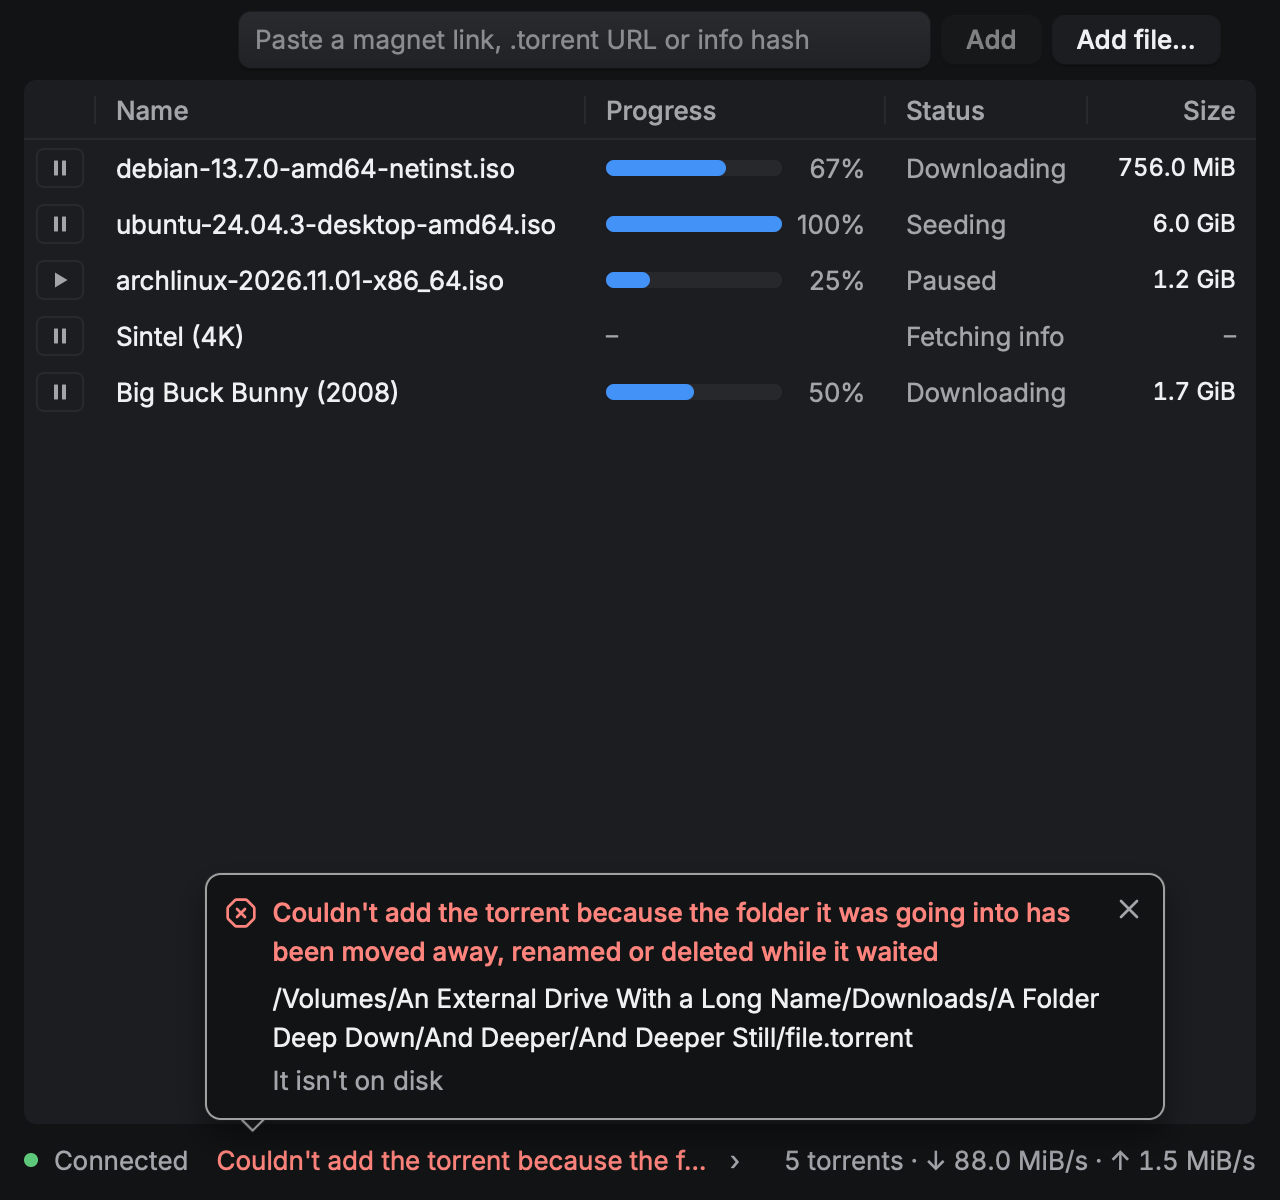 Paste a magnet link, .torrent URL or info hash
Add
Add file...
Name Progress Status Size
debian-13.7.0-amd64-netinst.iso 67% Downloading 756.0 MiB
ubuntu-24.04.3-desktop-amd64.iso 100% Seeding 6.0 GiB
archlinux-2026.11.01-x86_64.iso 25% Paused 1.2 GiB
Sintel (4K) – Fetching info –
Big Buck Bunny (2008) 50% Downloading 1.7 GiB
Couldn't add the torrent because the folder it was going into has
been moved away, renamed or deleted while it waited
/Volumes/An External Drive With a Long Name/Downloads/A Folder
Deep Down/And Deeper/And Deeper Still/file.torrent
It isn't on disk
Connected Couldn't add the torrent because the f... › 5 torrents · ↓ 88.0 MiB/s · ↑ 1.5 MiB/s